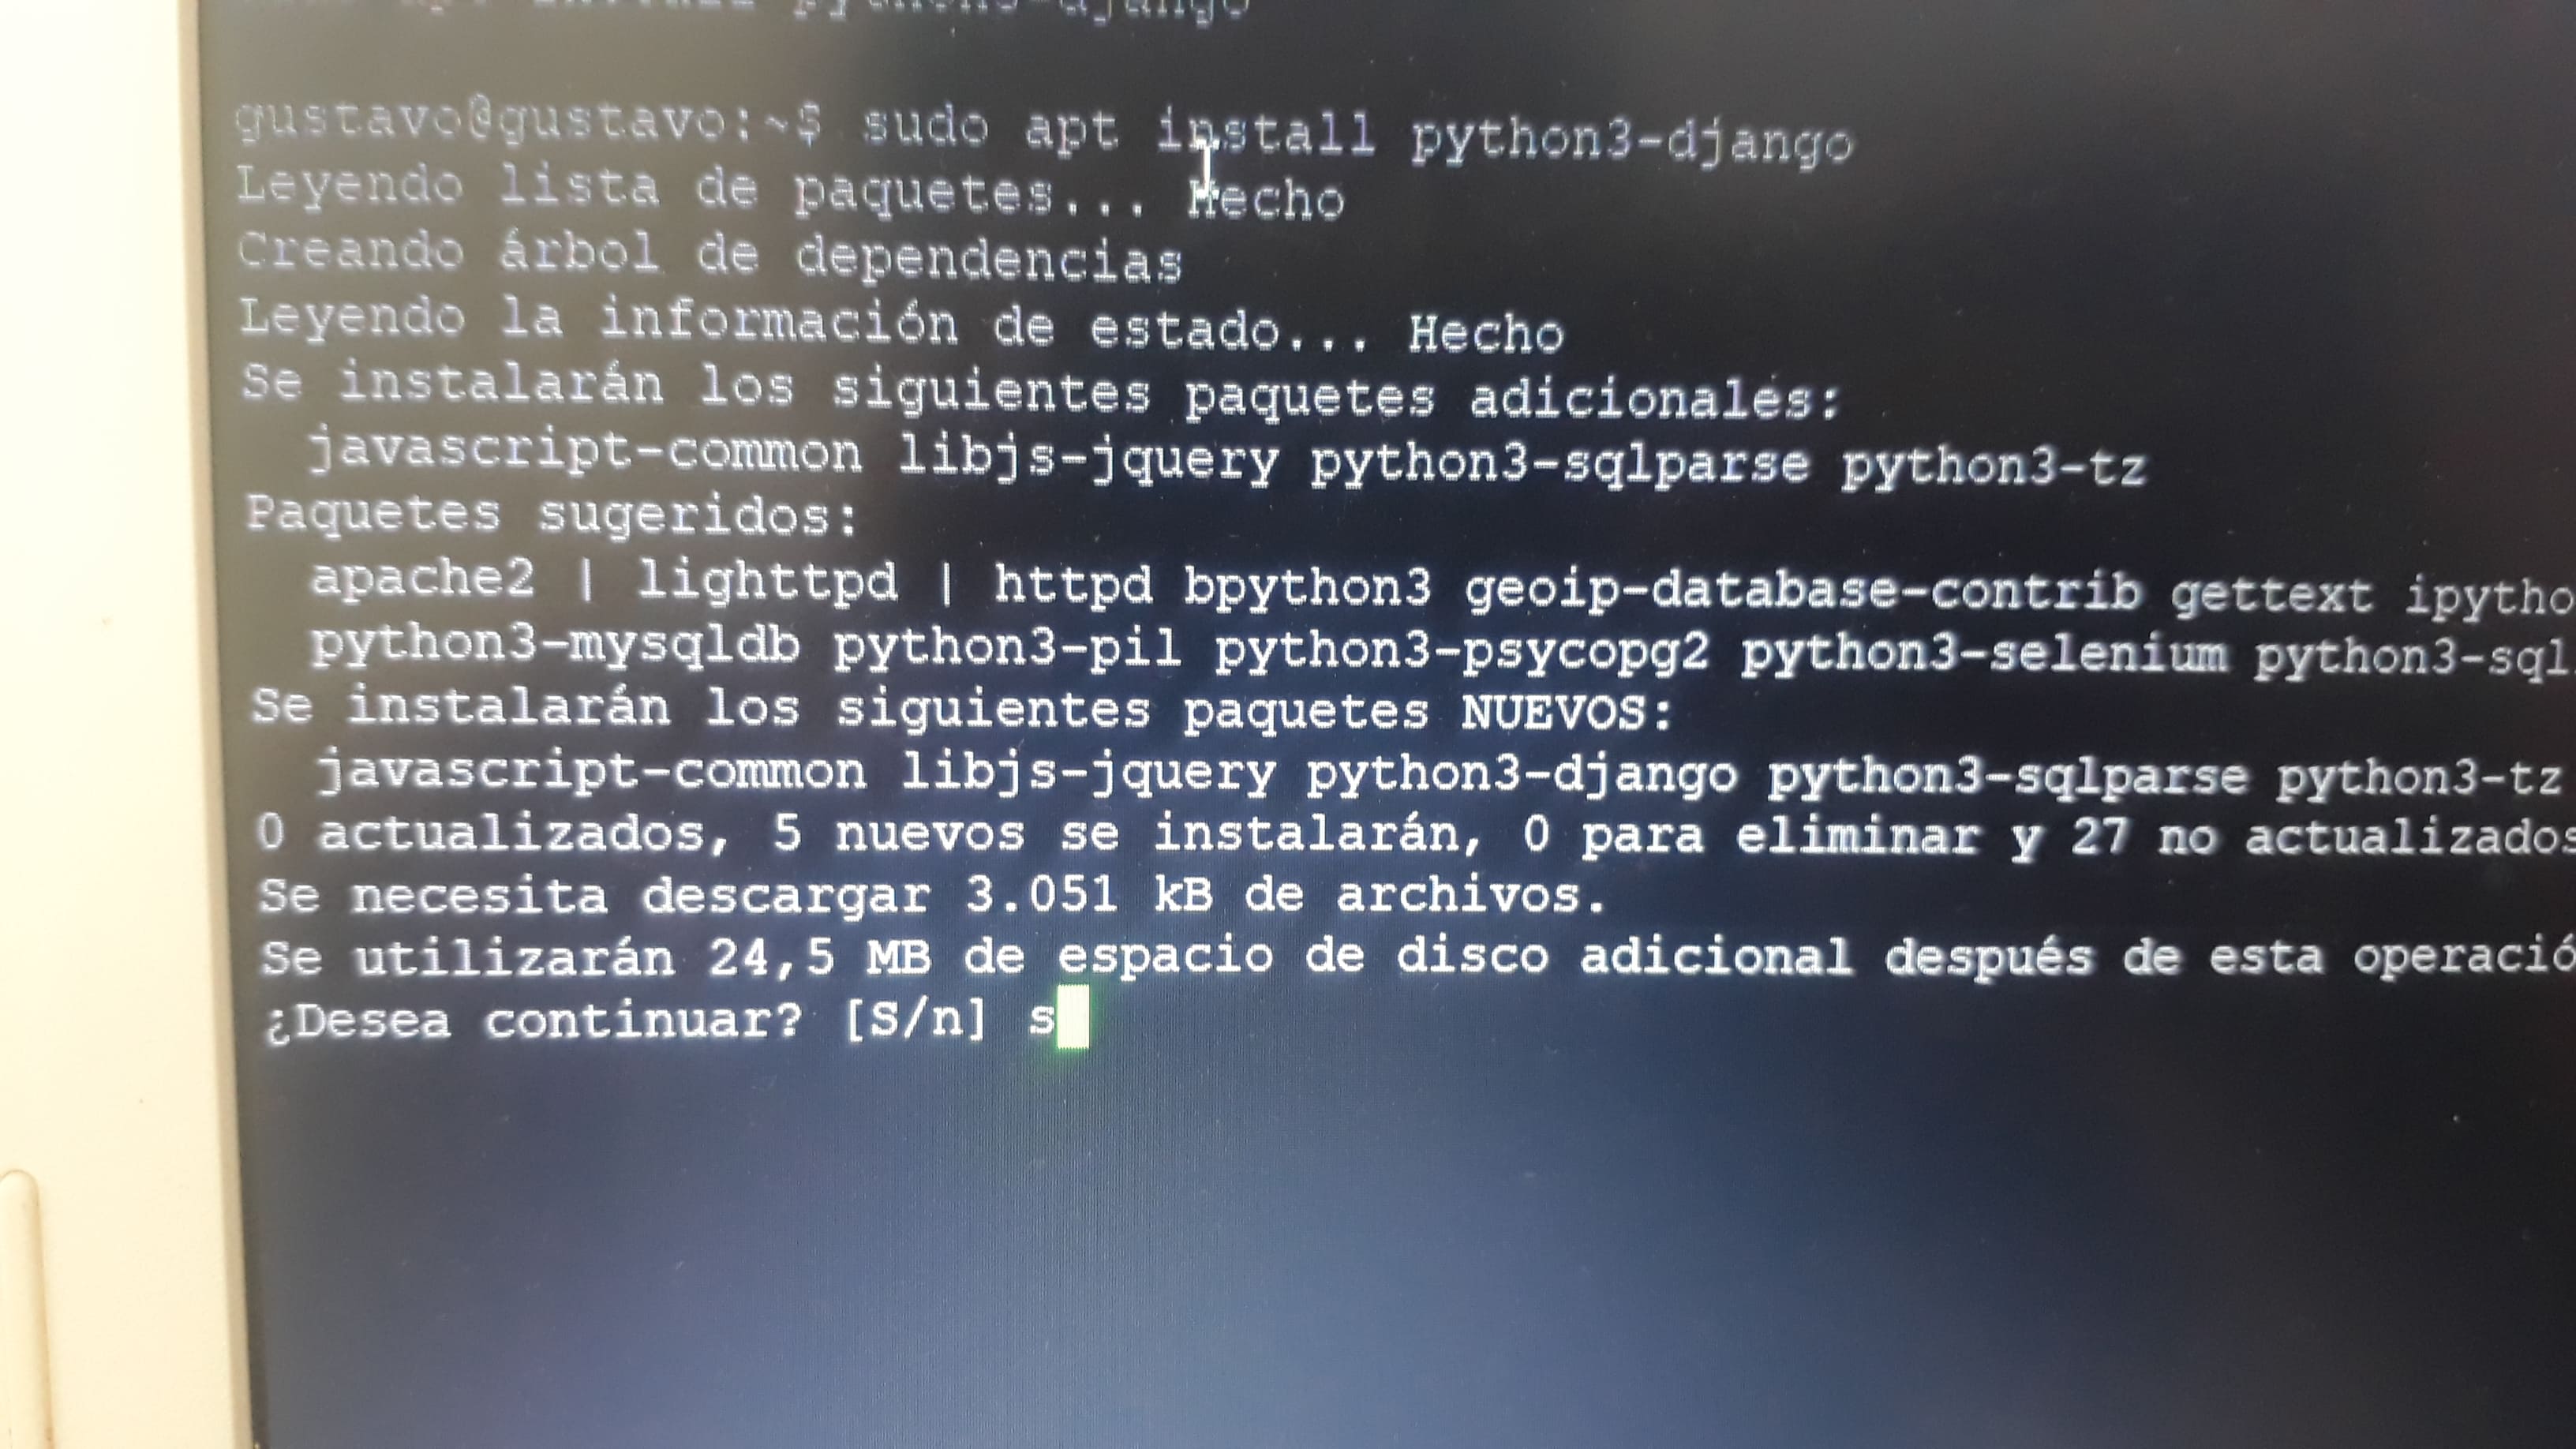 python3-django
gustavo@gustavo:~$ sudo apt install python3-django
Leyendo lista de paquetes... Hecho
Creando árbol de dependencias
Leyendo la información de estado... Hecho
Se instalarán los siguientes paquetes adicionales:
javascript-common libjs-jquery python3-sqlparse python3-tz
Paquetes sugeridos:
apache2 | lighttpd | httpd bpython3 geoip-database-contrib gettext ipytho
python3-mysqldb python3-pil python3-psycopg2 python3-selenium python3-sql
Se instalarán los siguientes paquetes NUEVOS:
javascript-common libjs-jquery python3-django python3-sqlparse python3-tz
0 actualizados, 5 nuevos se instalarán, 0 para eliminar y 27 no actualizados
Se necesita descargar 3.051 kB de archivos.
Se utilizarán 24,5 MB de espacio de disco adicional después de esta operació
¿Desea continuar? [S/n] s